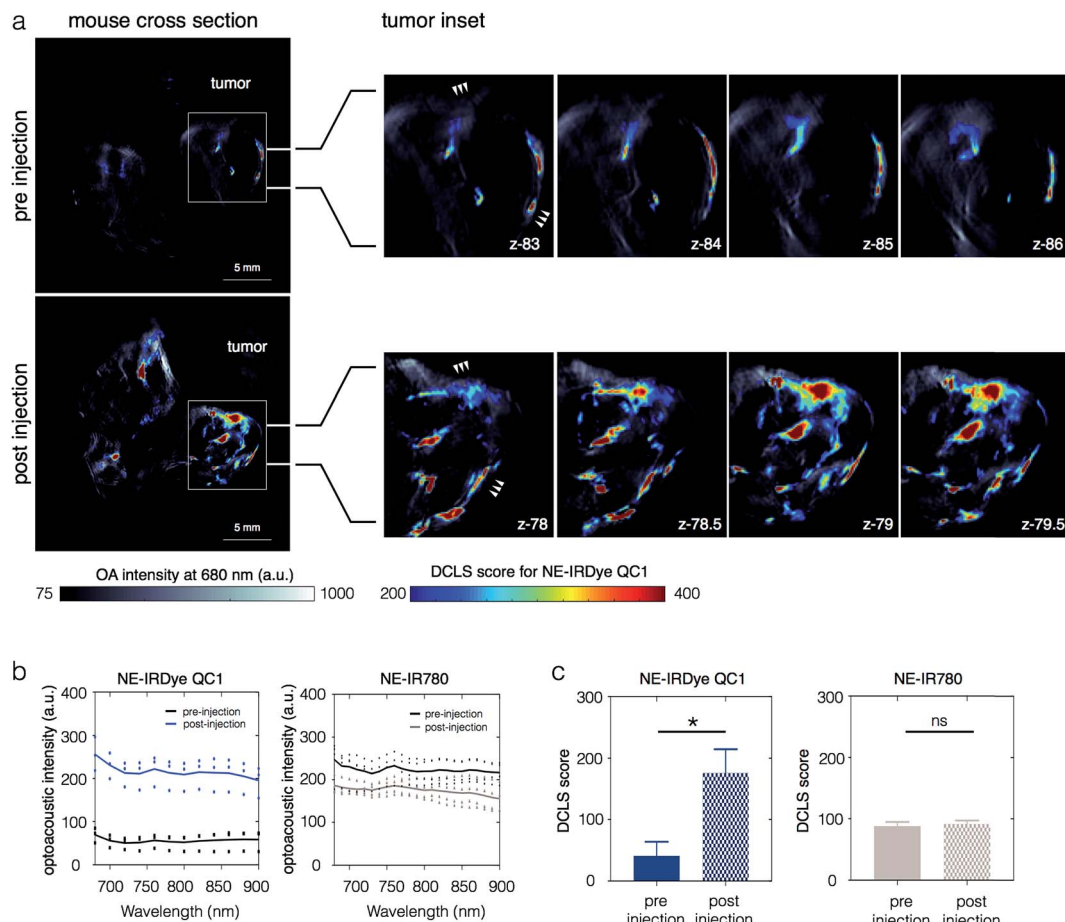 a
mouse cross section
tumor inset
pre injection
tumor
5 mm
z-83
z-84
z-85
z-86
post injection
tumor
5 mm
z-78
z-78.5
z-79
z-79.5
OA intensity at 680 nm (a.u.)
75
1000
DCLS score for NE-IRDye QC1
200
400
b
NE-IRDye QC1
optoacoustic intensity (a.u.)
400
300
200
100
0
pre-injection
post-injection
700 750 800 850 900
Wavelength (nm)
NE-IR780
optoacoustic intensity (a.u.)
400
300
200
100
0
pre-injection
post-injection
700 750 800 850 900
Wavelength (nm)
c
NE-IRDye QC1
DCLS score
300
200
100
0
*
pre
injection
post
injection
NE-IR780
DCLS score
300
200
100
0
ns
pre
injection
post
injection